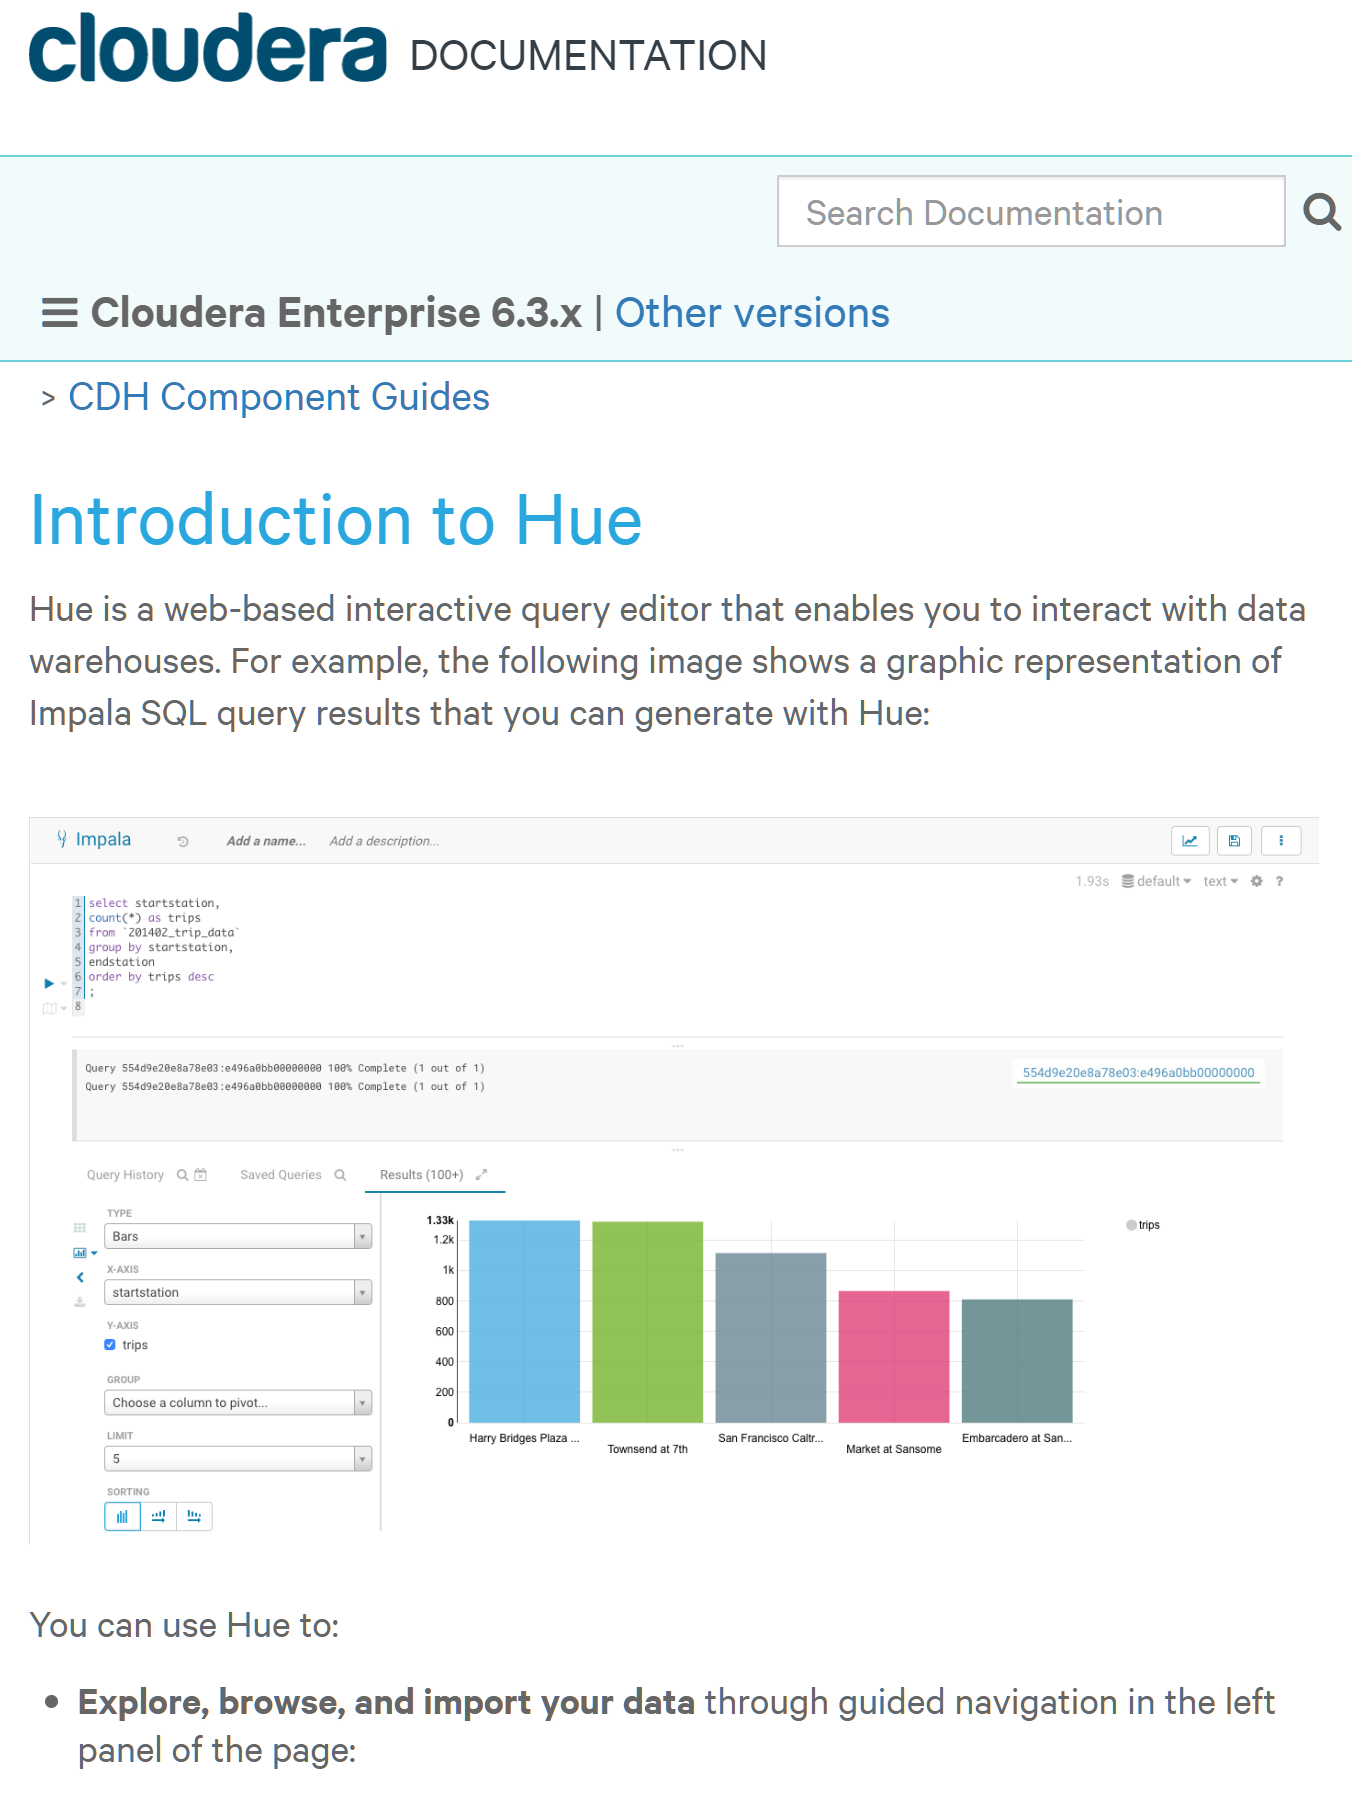 cloudera DOCUMENTATION
Search Documentation
Cloudera Enterprise 6.3.x | Other versions
> CDH Component Guides
Introduction to Hue
Hue is a web-based interactive query editor that enables you to interact with data
warehouses. For example, the following image shows a graphic representation of
Impala SQL query results that you can generate with Hue:
Impala Add a name... Add a description...
1.93s default text ?
1 select startstation,
2 count(*) as trips
3 from `201402_trip_data`
4 group by startstation,
5 endstation
6 order by trips desc
7 ;
8
Query 554d9e20e8a78e03:e496a0bb00000000 100% Complete (1 out of 1)
Query 554d9e20e8a78e03:e496a0bb00000000 100% Complete (1 out of 1)
554d9e20e8a78e03:e496a0bb00000000
Query History Saved Queries Results (100+)
TYPE
Bars
X-AXIS
startstation
Y-AXIS
trips
GROUP
Choose a column to pivot...
LIMIT
5
SORTING
1.33k
1.2k
1k
800
600
400
200
0
Harry Bridges Plaza ...
Townsend at 7th
San Francisco Caltr...
Market at Sansome
Embarcadero at San...
trips
You can use Hue to:
• Explore, browse, and import your data through guided navigation in the left
panel of the page: